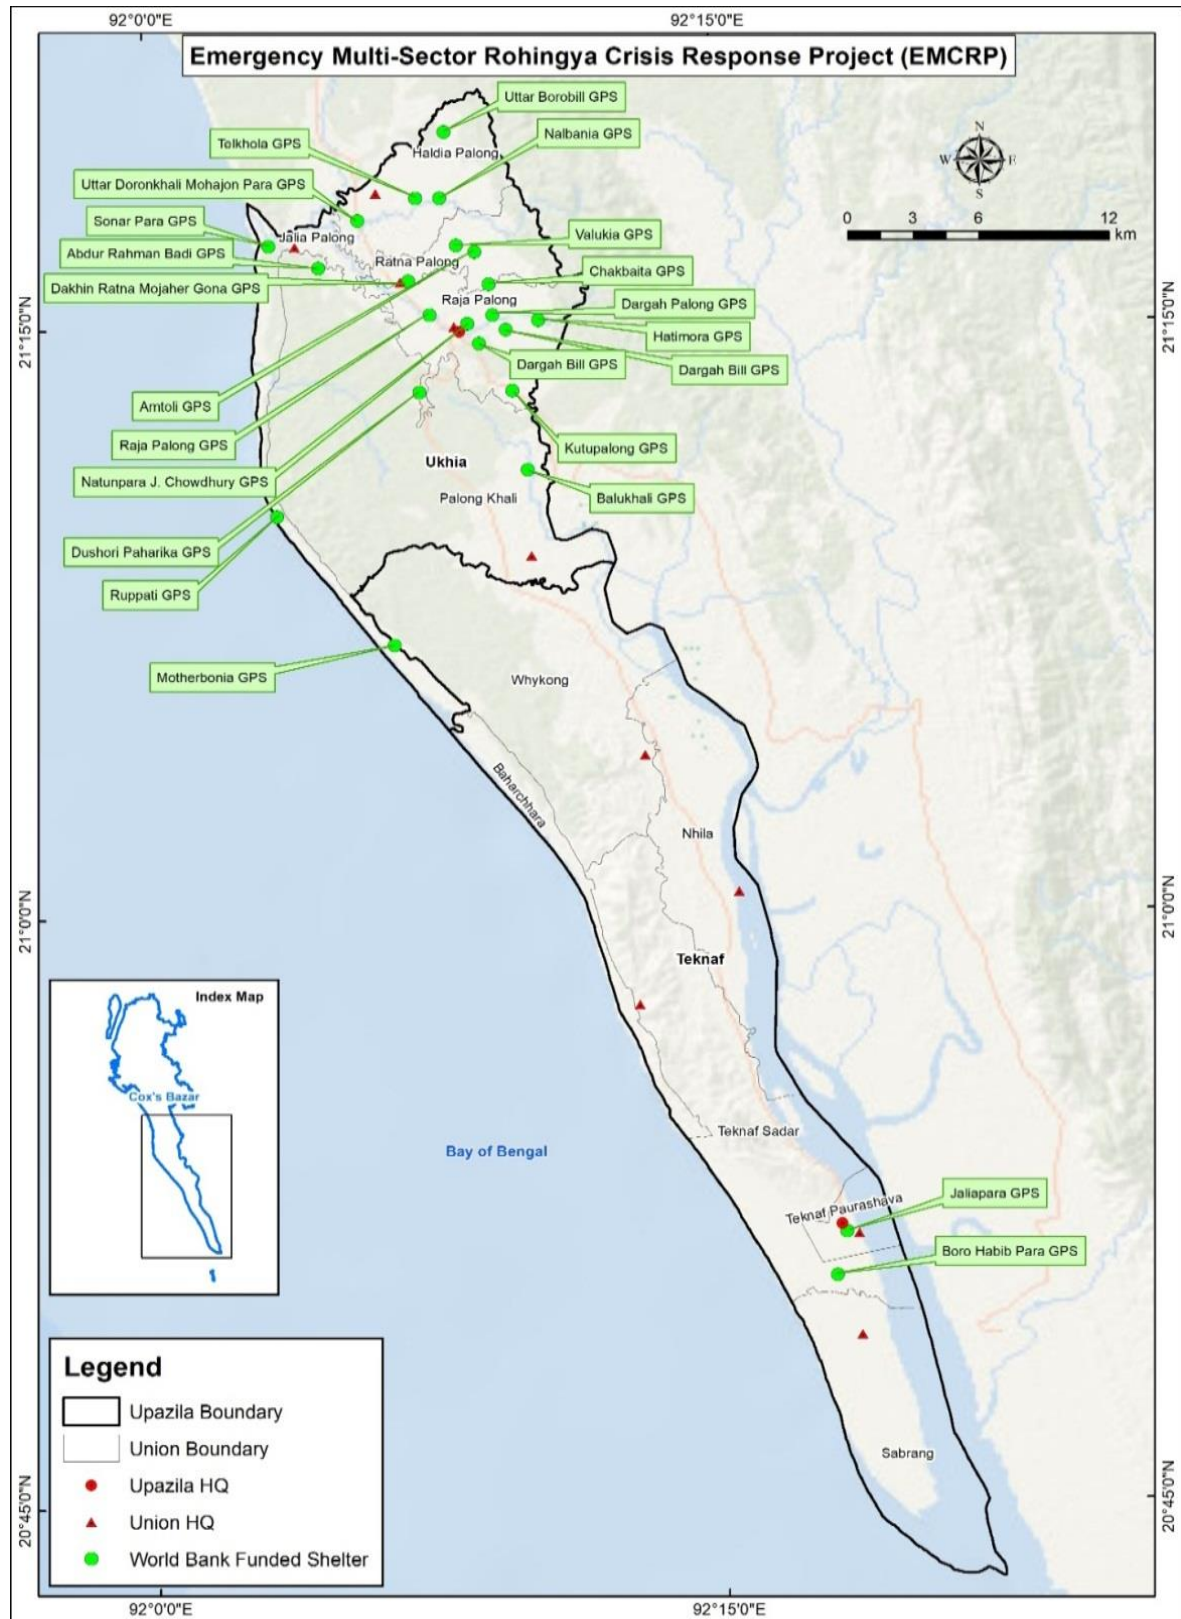 92°0'0"E
92°15'0"E
Emergency Multi-Sector Rohingya Crisis Response Project (EMCRP)
Uttar Borobill GPS
Nalbania GPS
Telkhola GPS
Haldia Palong
N
W
E
S
Uttar Doronkhali Mohajon Para GPS
0 3 6 12
km
Sonar Para GPS
Jalia Palong
Valukia GPS
Abdur Rahman Badi GPS
Ratna Palong
Chakbaita GPS
Dakhin Ratna Mojaher Gona GPS
Raja Palong
Dargah Palong GPS
21°15'0"N
21°15'0"N
Hatimora GPS
Dargah Bill GPS
Dargah Bill GPS
Amtoli GPS
Raja Palong GPS
Kutupalong GPS
Ukhia
Natunpara J. Chowdhury GPS
Palong Khali
Balukhali GPS
Dushori Paharika GPS
Ruppati GPS
Motherbonia GPS
Whykong
Baharchhara
Nhila
21°0'0"N
21°0'0"N
Teknaf
Index Map
Cox's Bazar
Teknaf Sadar
Bay of Bengal
Jaliapara GPS
Teknaf Paurashava
Boro Habib Para GPS
Legend
Upazila Boundary
Union Boundary
Upazila HQ
Union HQ
World Bank Funded Shelter
Sabrang
20°45'0"N
20°45'0"N
92°0'0"E
92°15'0"E